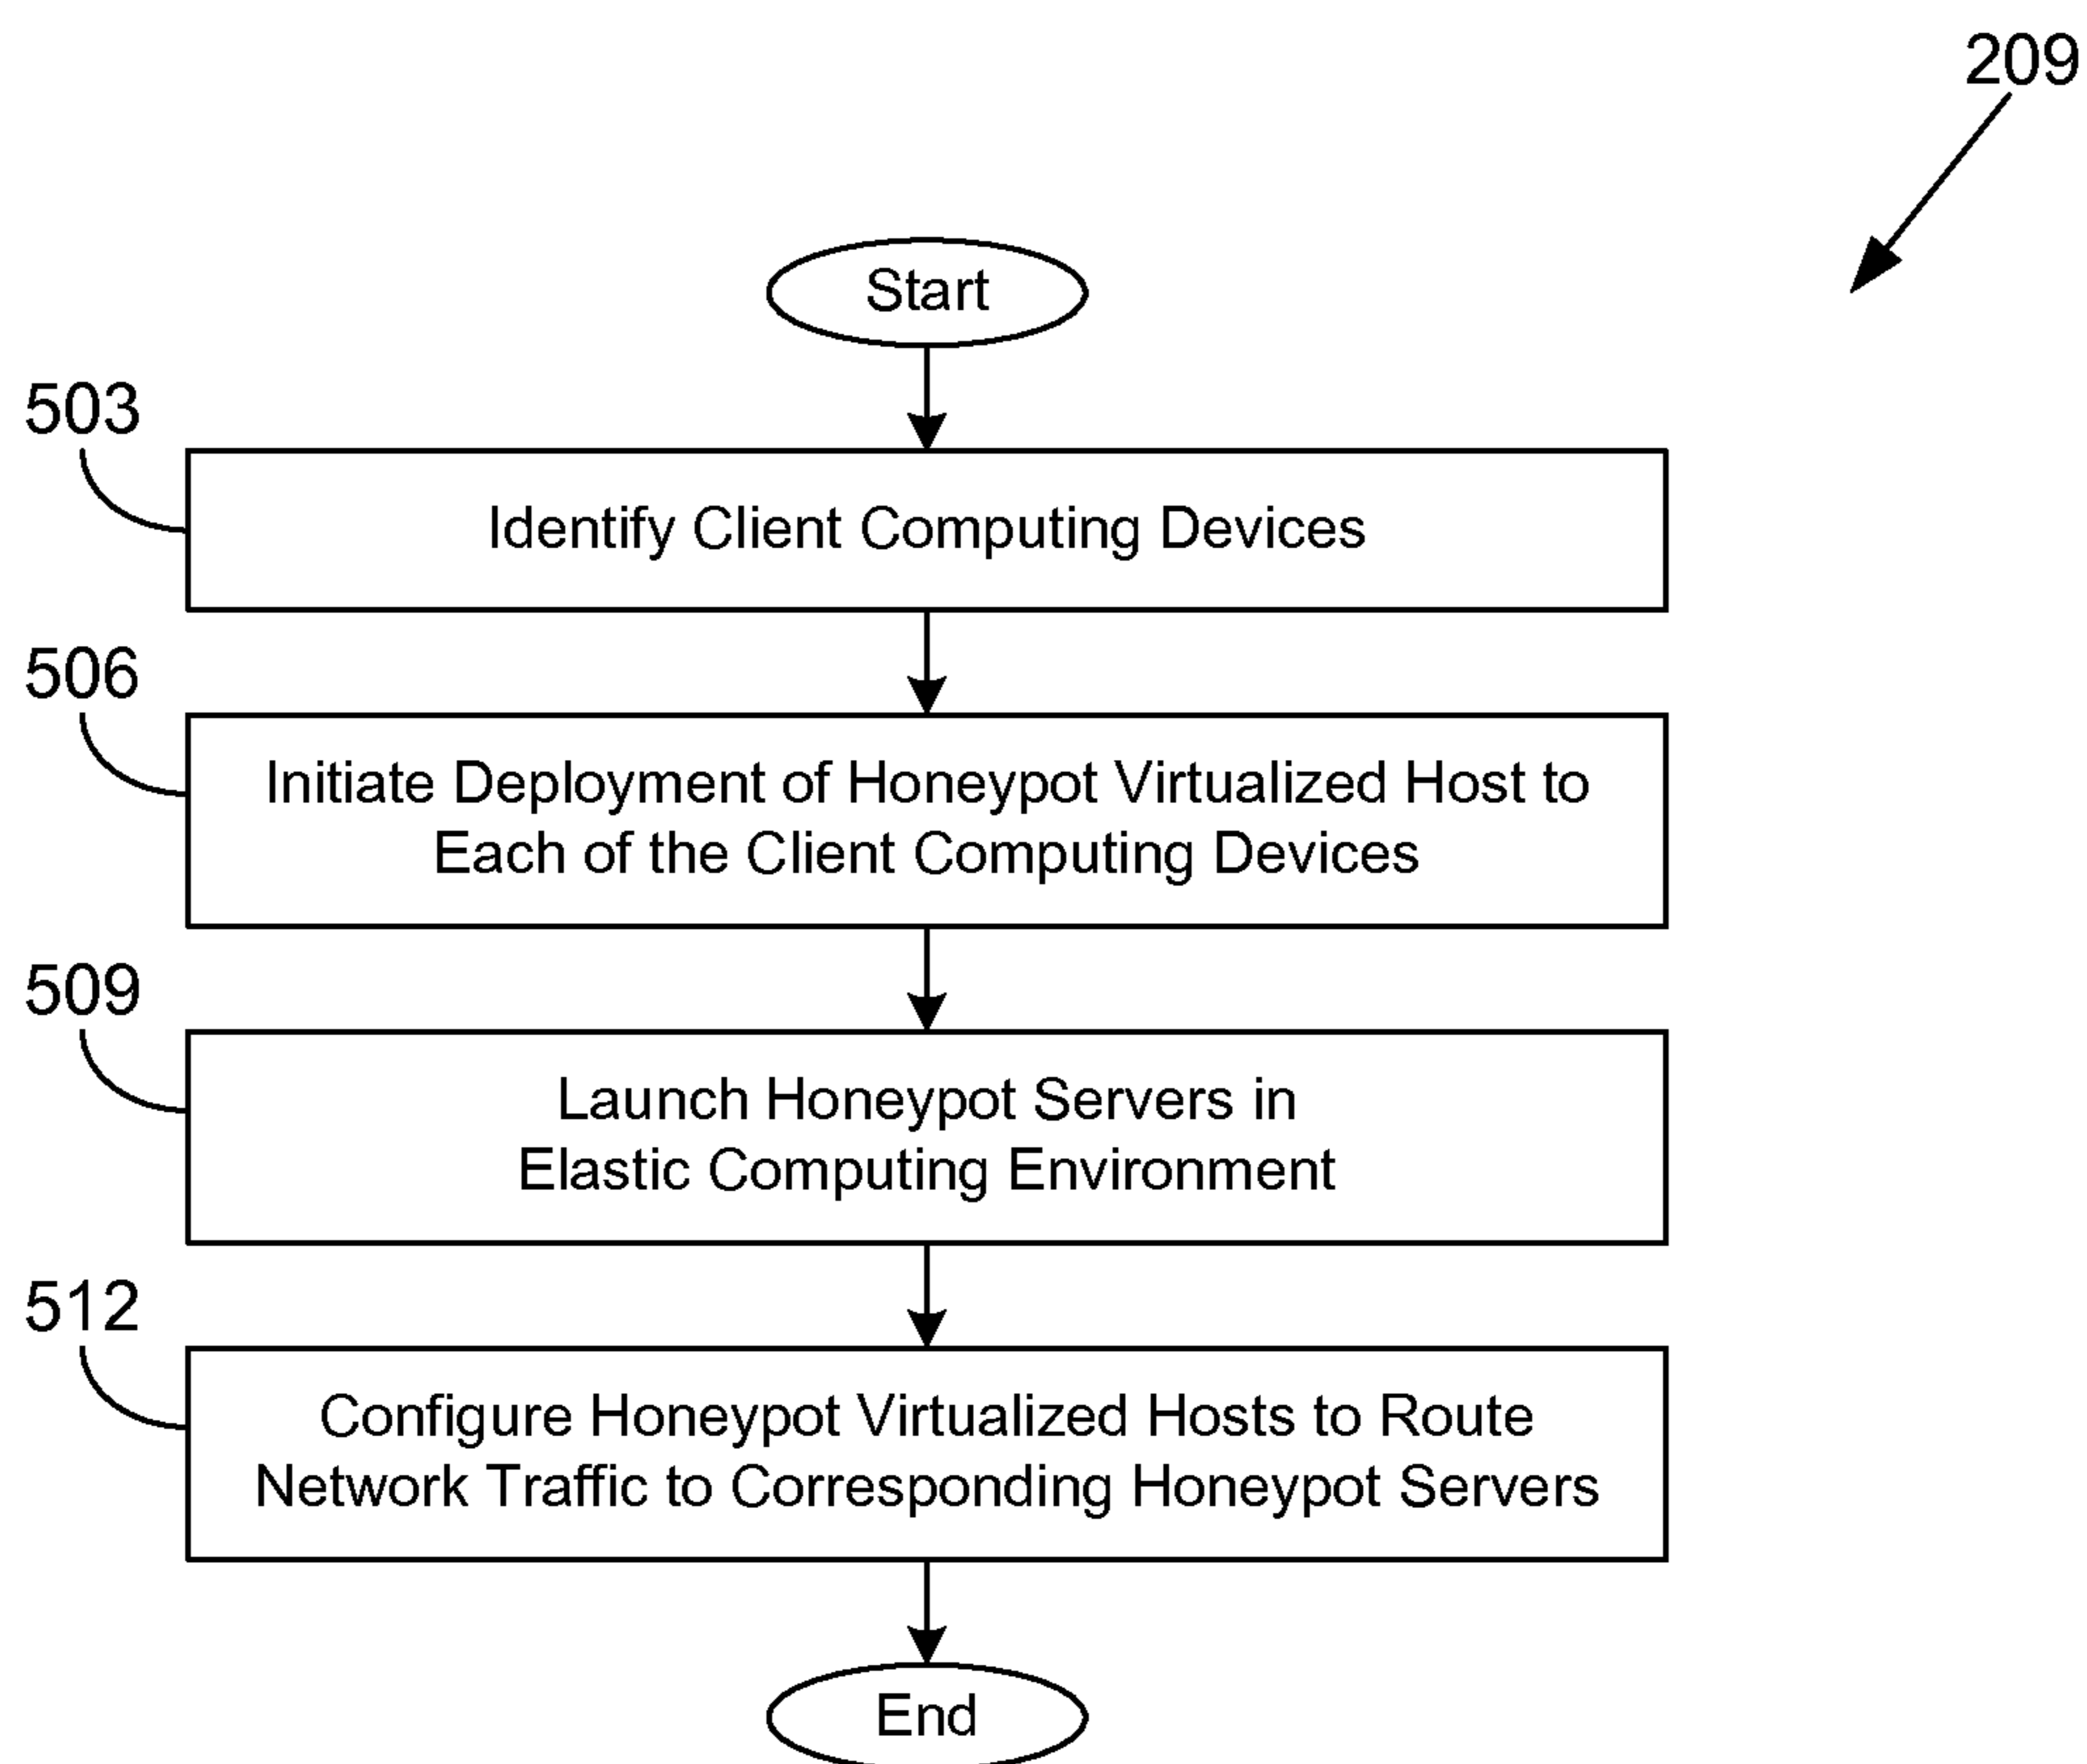 209
Start
503
Identify Client Computing Devices
506
Initiate Deployment of Honeypot Virtualized Host to
Each of the Client Computing Devices
509
Launch Honeypot Servers in
Elastic Computing Environment
512
Configure Honeypot Virtualized Hosts to Route
Network Traffic to Corresponding Honeypot Servers
End